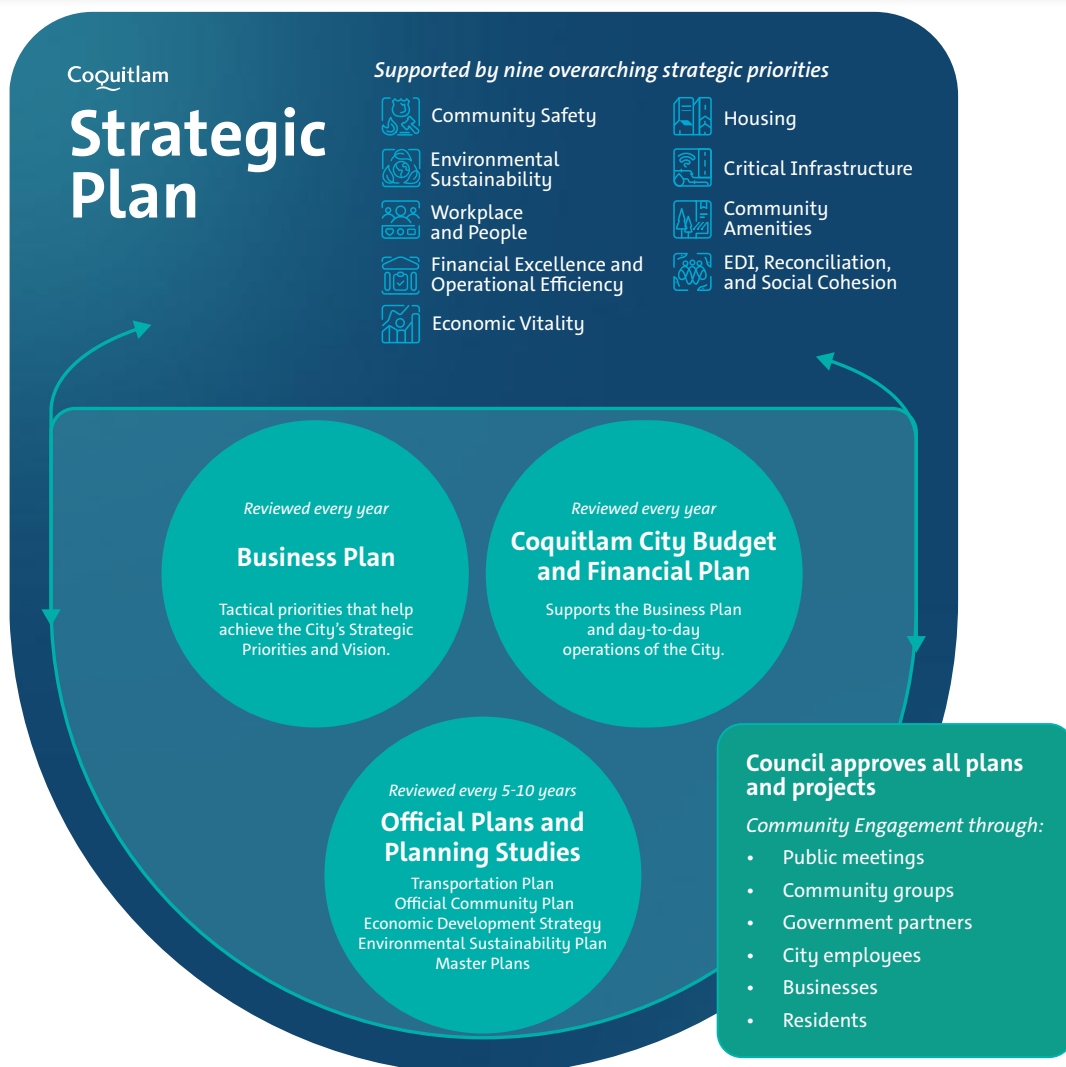 Coquitlam
Strategic
Plan
Supported by nine overarching strategic priorities
Community Safety
Environmental
Sustainability
Workplace
and People
Financial Excellence and
Operational Efficiency
Economic Vitality
Housing
Critical Infrastructure
Community
Amenities
EDI, Reconciliation,
and Social Cohesion
Reviewed every year
Business Plan
Tactical priorities that help
achieve the City's Strategic
Priorities and Vision.
Reviewed every year
Coquitlam City Budget
and Financial Plan
Supports the Business Plan
and day-to-day
operations of the City.
Reviewed every 5-10 years
Official Plans and
Planning Studies
Transportation Plan
Official Community Plan
Economic Development Strategy
Environmental Sustainability Plan
Master Plans
Council approves all plans
and projects
Community Engagement through:
• Public meetings
• Community groups
• Government partners
• City employees
• Businesses
• Residents